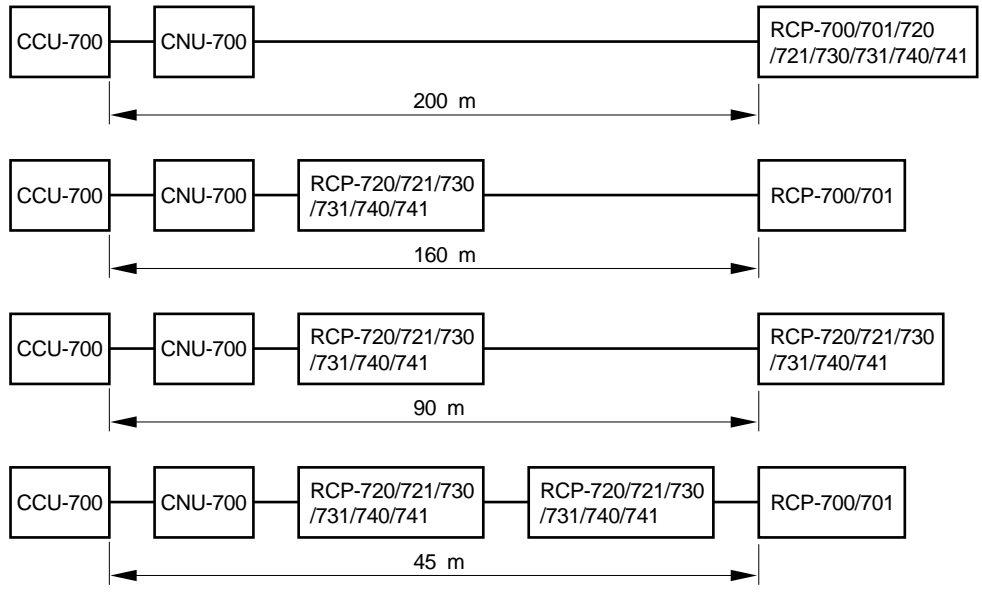 CCU-700
CNU-700
RCP-700/701/720
/721/730/731/740/741
200 m
CCU-700
CNU-700
RCP-720/721/730
/731/740/741
RCP-700/701
160 m
CCU-700
CNU-700
RCP-720/721/730
/731/740/741
RCP-720/721/730
/731/740/741
90 m
CCU-700
CNU-700
RCP-720/721/730
/731/740/741
RCP-720/721/730
/731/740/741
RCP-700/701
45 m